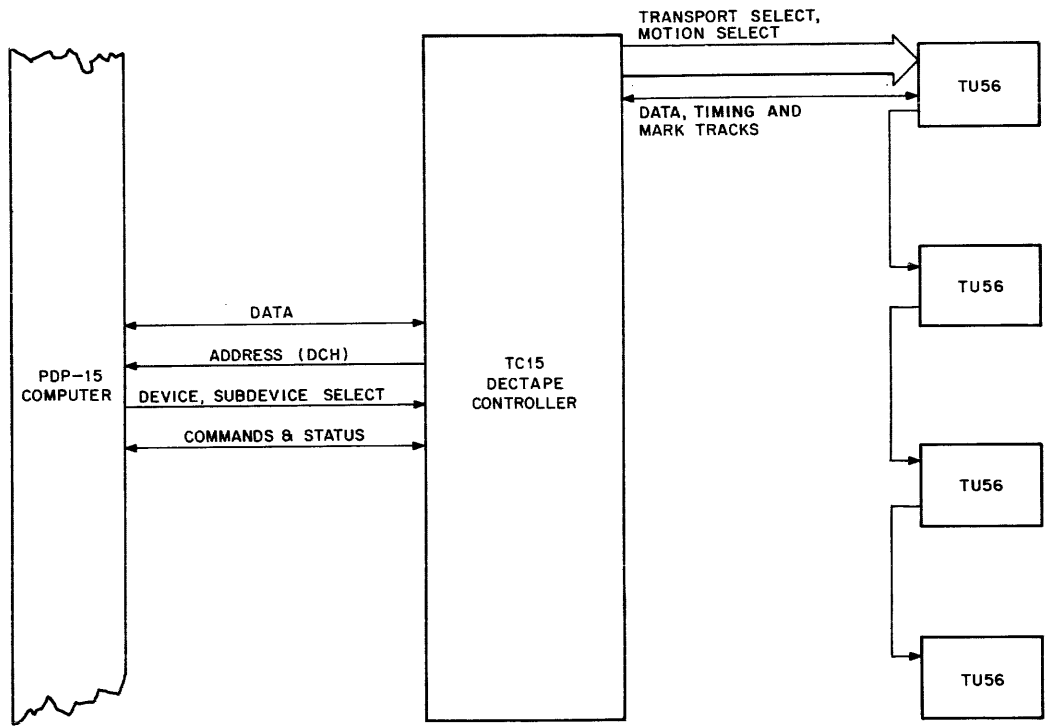 TRANSPORT SELECT,
MOTION SELECT
TU56
DATA, TIMING AND
MARK TRACKS
TU56
DATA
ADDRESS (DCH)
PDP-15
COMPUTER
DEVICE, SUBDEVICE SELECT
COMMANDS & STATUS
TC15
DECTAPE
CONTROLLER
TU56
TU56